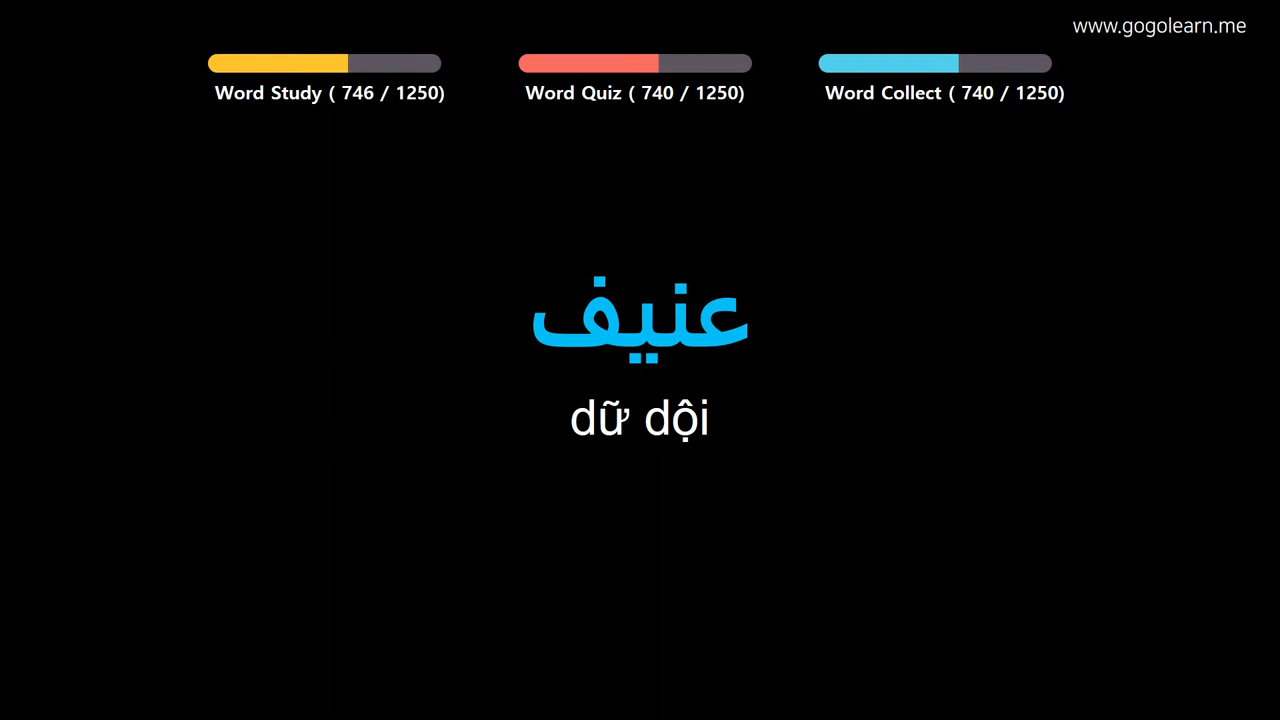 www.gogolearn.me
Word Study ( 746 / 1250)
Word Quiz ( 740 / 1250)
Word Collect ( 740 / 1250)
عنيف
dữ dội